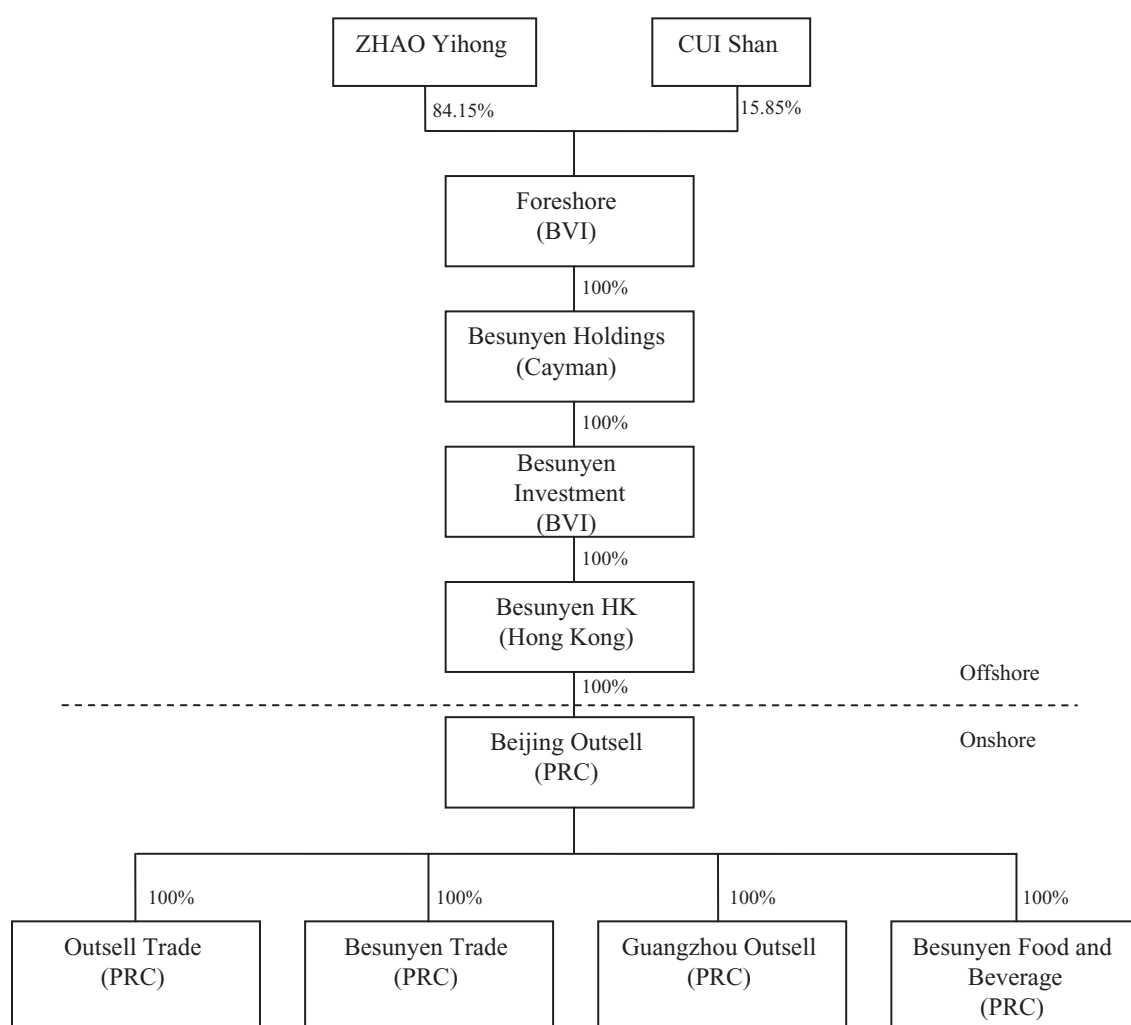 ZHAO Yihong
CUI Shan
84.15%
15.85%
Foreshore
(BVI)
100%
Besunyen Holdings
(Cayman)
100%
Besunyen
Investment
(BVI)
100%
Besunyen HK
(Hong Kong)
Offshore
100%
Onshore
Beijing Outsell
(PRC)
100%
100%
100%
100%
Outsell Trade
(PRC)
Besunyen Trade
(PRC)
Guangzhou Outsell
(PRC)
Besunyen Food and
Beverage
(PRC)